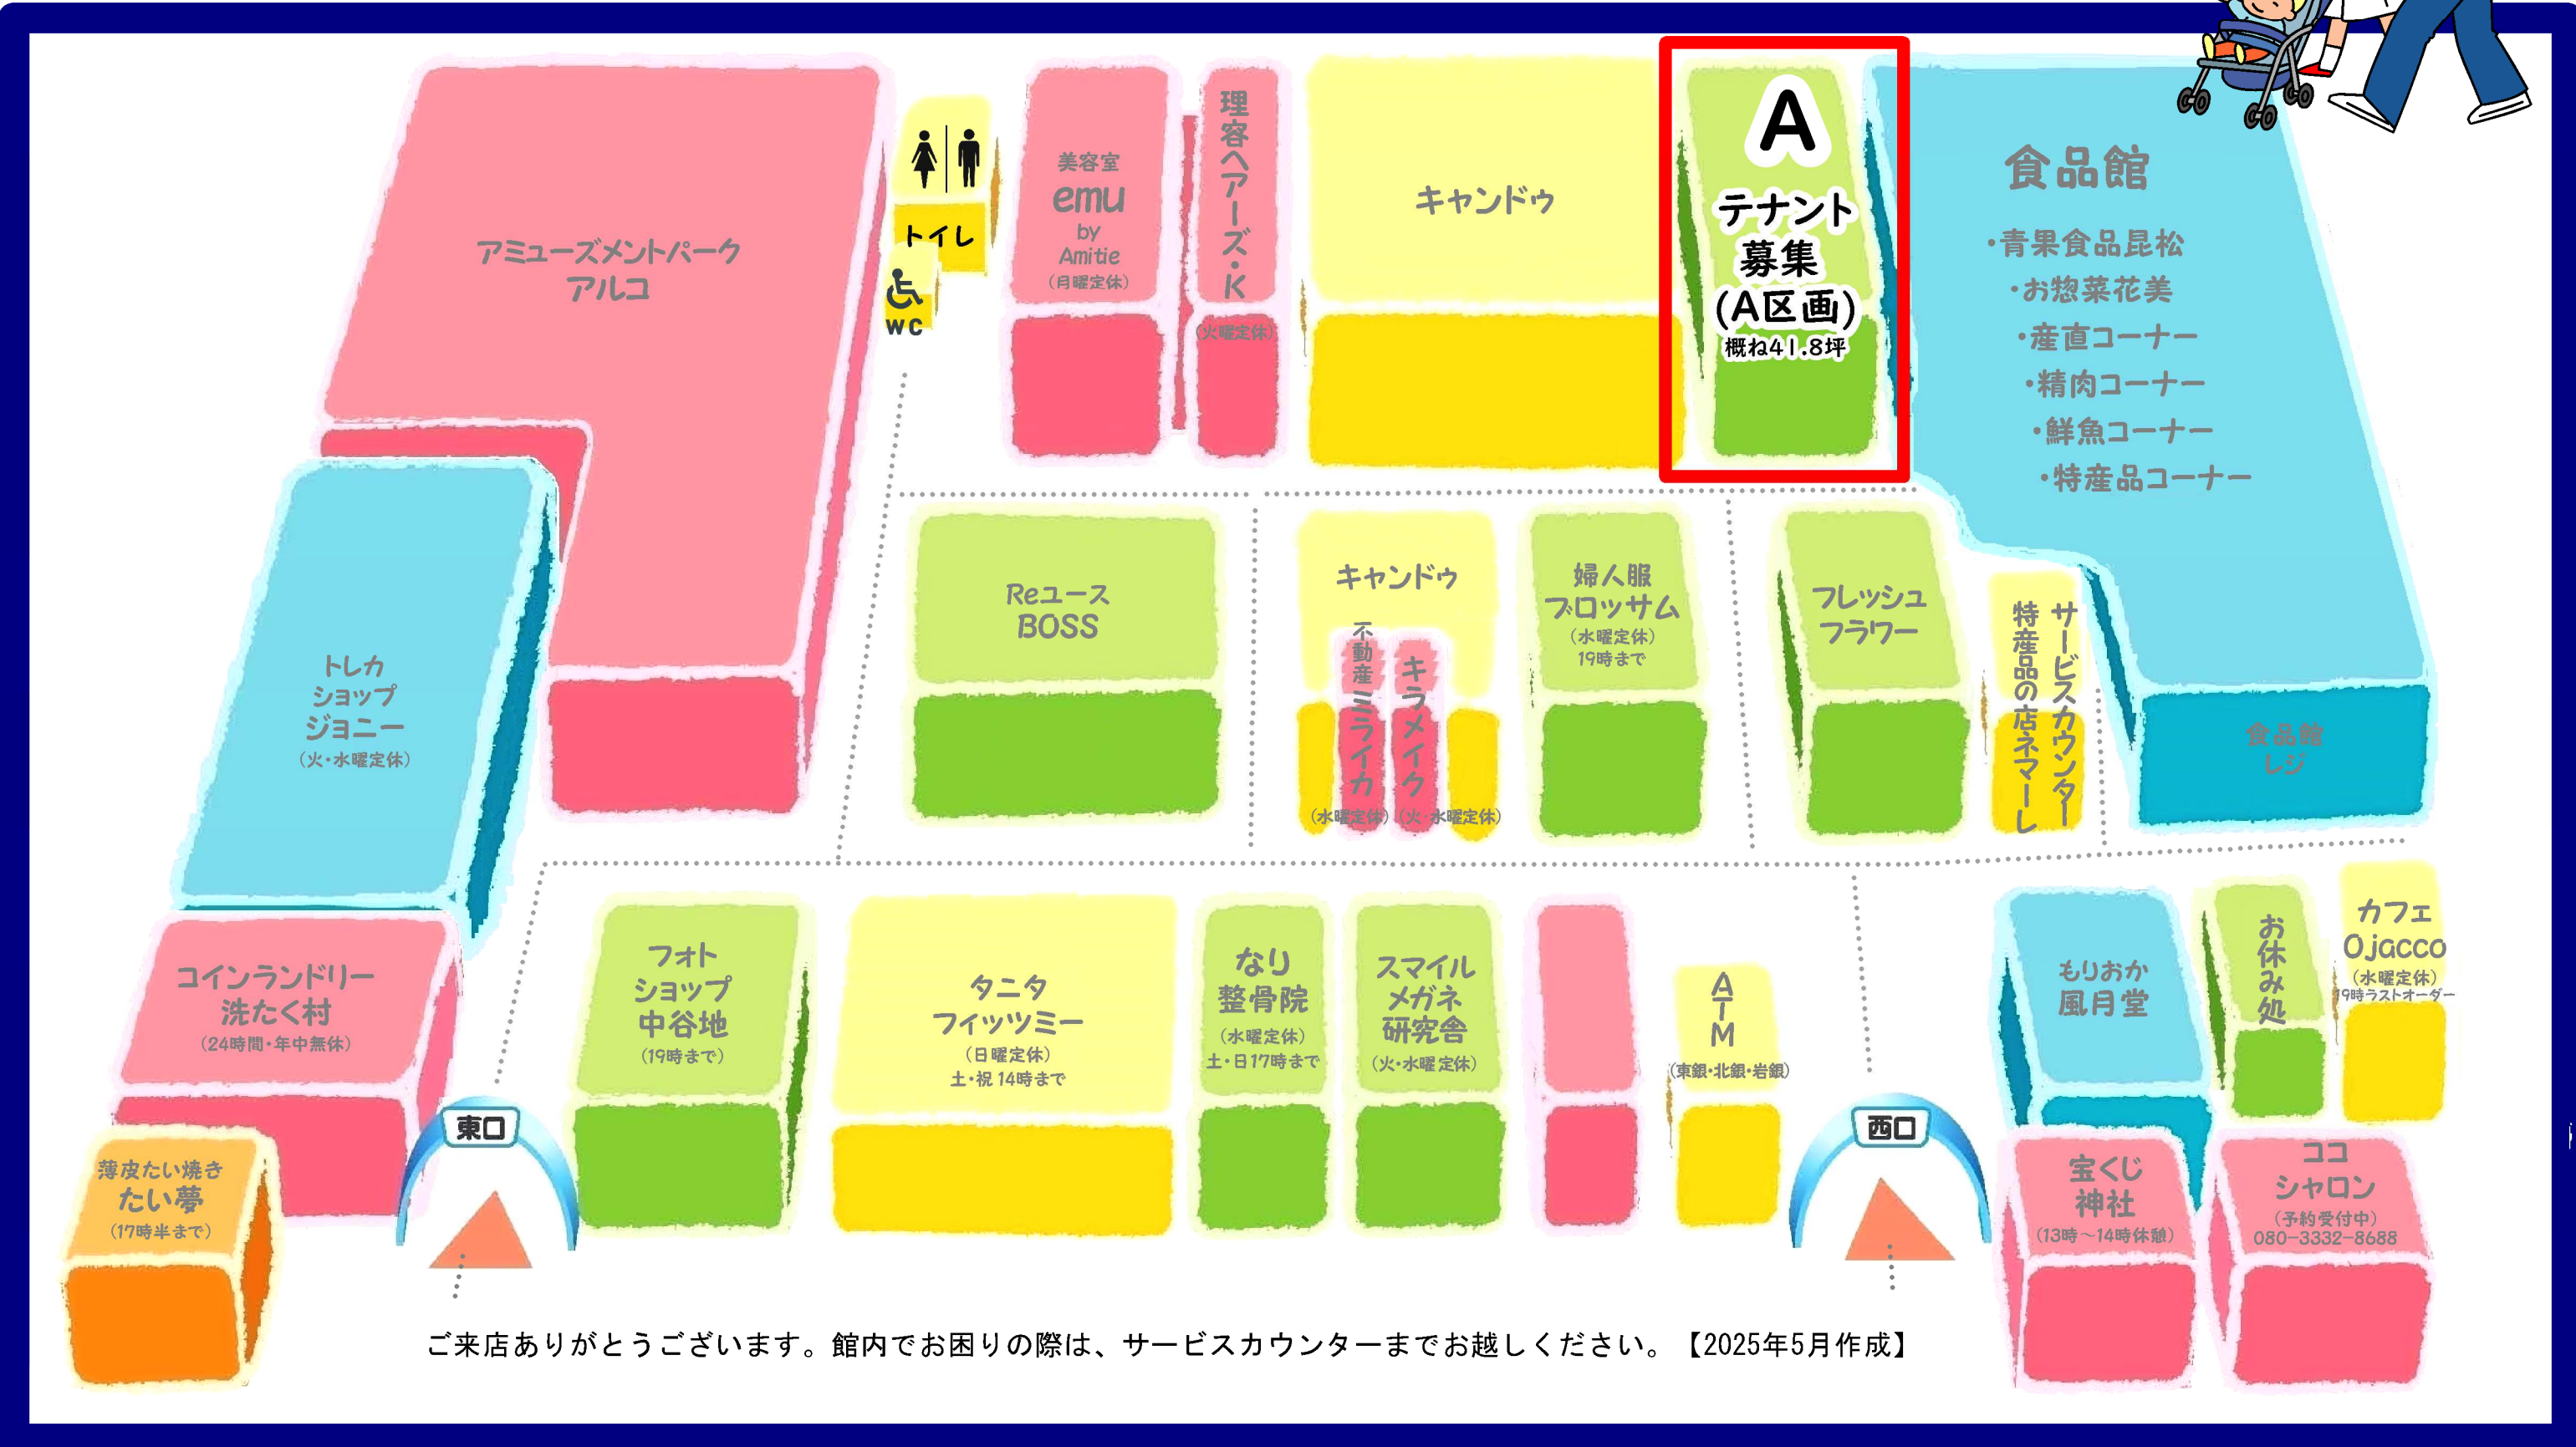 アミューズメントパーク
アルコ
トイレ
WC
美容室
emu
by
Amitie
(月曜定休)
理容ヘアーズ・K
(火曜定休)
キャンドゥ
A
テナント
募集
(A区画)
概ね41.8坪
食品館
・青果食品昆松
・お惣菜花美
・産直コーナー
・精肉コーナー
・鮮魚コーナー
・特産品コーナー
トレカ
ショップ
ジョニー
(火・水曜定休)
Reユース
BOSS
キャンドゥ
不動産ミライカ
(水曜定休)
キラメイク
(火・水曜定休)
婦人服
ブロッサム
(水曜定休)
19時まで
フレッシュ
フラワー
サービスカウンター
特産品の店ネマーレ
食品館
レジ
コインランドリー
洗たく村
(24時間・年中無休)
フォト
ショップ
中谷地
(19時まで)
タニタ
フィッツミー
(日曜定休)
土・祝 14時まで
なり
整骨院
(水曜定休)
土・日17時まで
スマイル
メガネ
研究舎
(火・水曜定休)
ATM
(東銀・北銀・岩銀)
もりおか
風月堂
お休み処
カフェ
Ojacco
(水曜定休)
19時ラストオーダー
東口
西口
薄皮たい焼き
たい夢
(17時半まで)
宝くじ
神社
(13時〜14時休憩)
ココ
シャロン
(予約受付中)
080-3332-8688
ご来店ありがとうございます。館内でお困りの際は、サービスカウンターまでお越しください。【2025年5月作成】